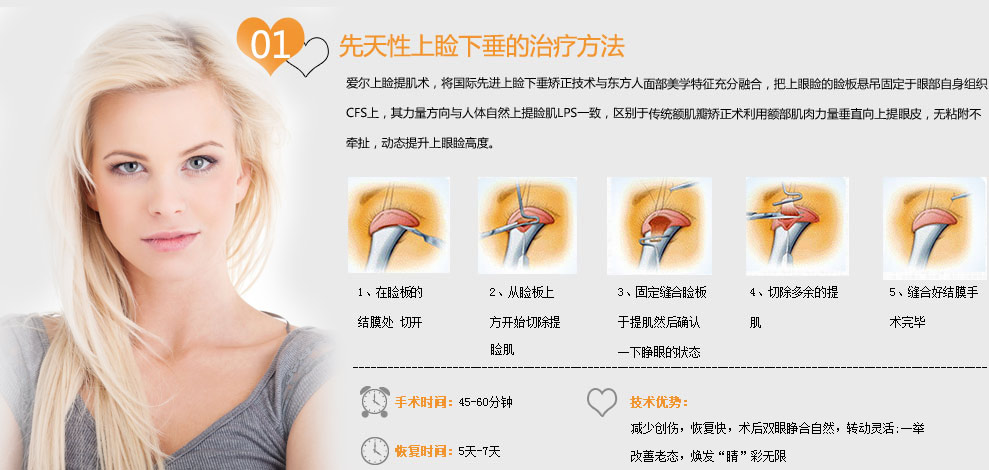 01
先天性上睑下垂的治疗方法
爱尔上睑提肌术，将国际先进上睑下垂矫正技术与东方人面部美学特征充分融合，把上眼睑的睑板悬吊固定于眼部自身组织
CFS上，其力量方向与人体自然上提睑肌LPS一致，区别于传统额肌瓣矫正术利用额部肌肉力量垂直向上提眼皮，无粘附不
牵扯，动态提升上眼睑高度。
1、在睑板的
结膜处 切开
2、从睑板上
方开始切除提
睑肌
3、固定缝合睑板
于提肌然后确认
一下睁眼的状态
4、切除多余的提
肌
5、缝合好结膜手
术完毕
手术时间：45-60分钟
恢复时间：5天-7天
技术优势：
减少创伤，恢复快，术后双眼睁合自然，转动灵活;一举
改善老态，焕发“睛”彩无限